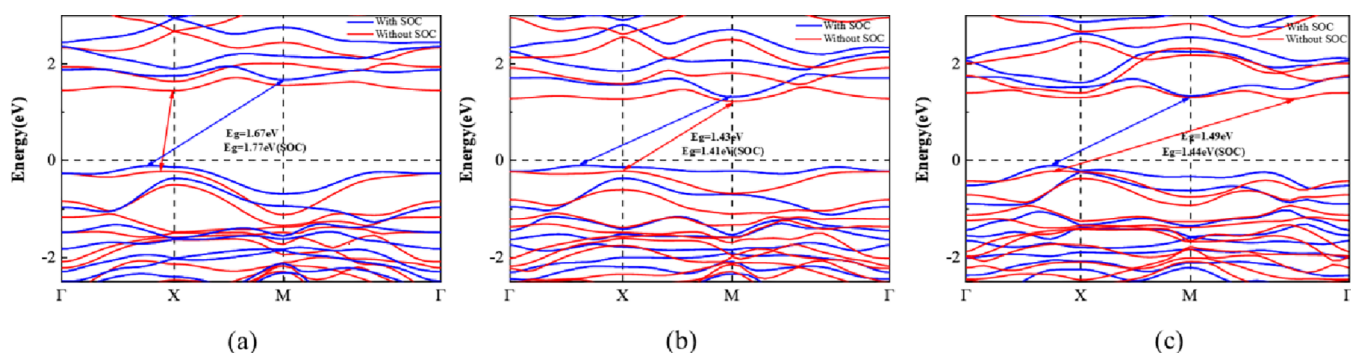 With SOC
Without SOC
Energy(eV)
2
0
-2
Eg=1.67eV
Eg=1.77eV(SOC)
Γ
X
M
Γ
(a)
With SOC
Without SOC
Energy(eV)
2
0
-2
Eg=1.43eV
Eg=1.41eV(SOC)
Γ
X
M
Γ
(b)
With SOC
Without SOC
Energy(eV)
2
0
-2
Eg=1.49eV
Eg=1.44eV(SOC)
Γ
X
M
Γ
(c)